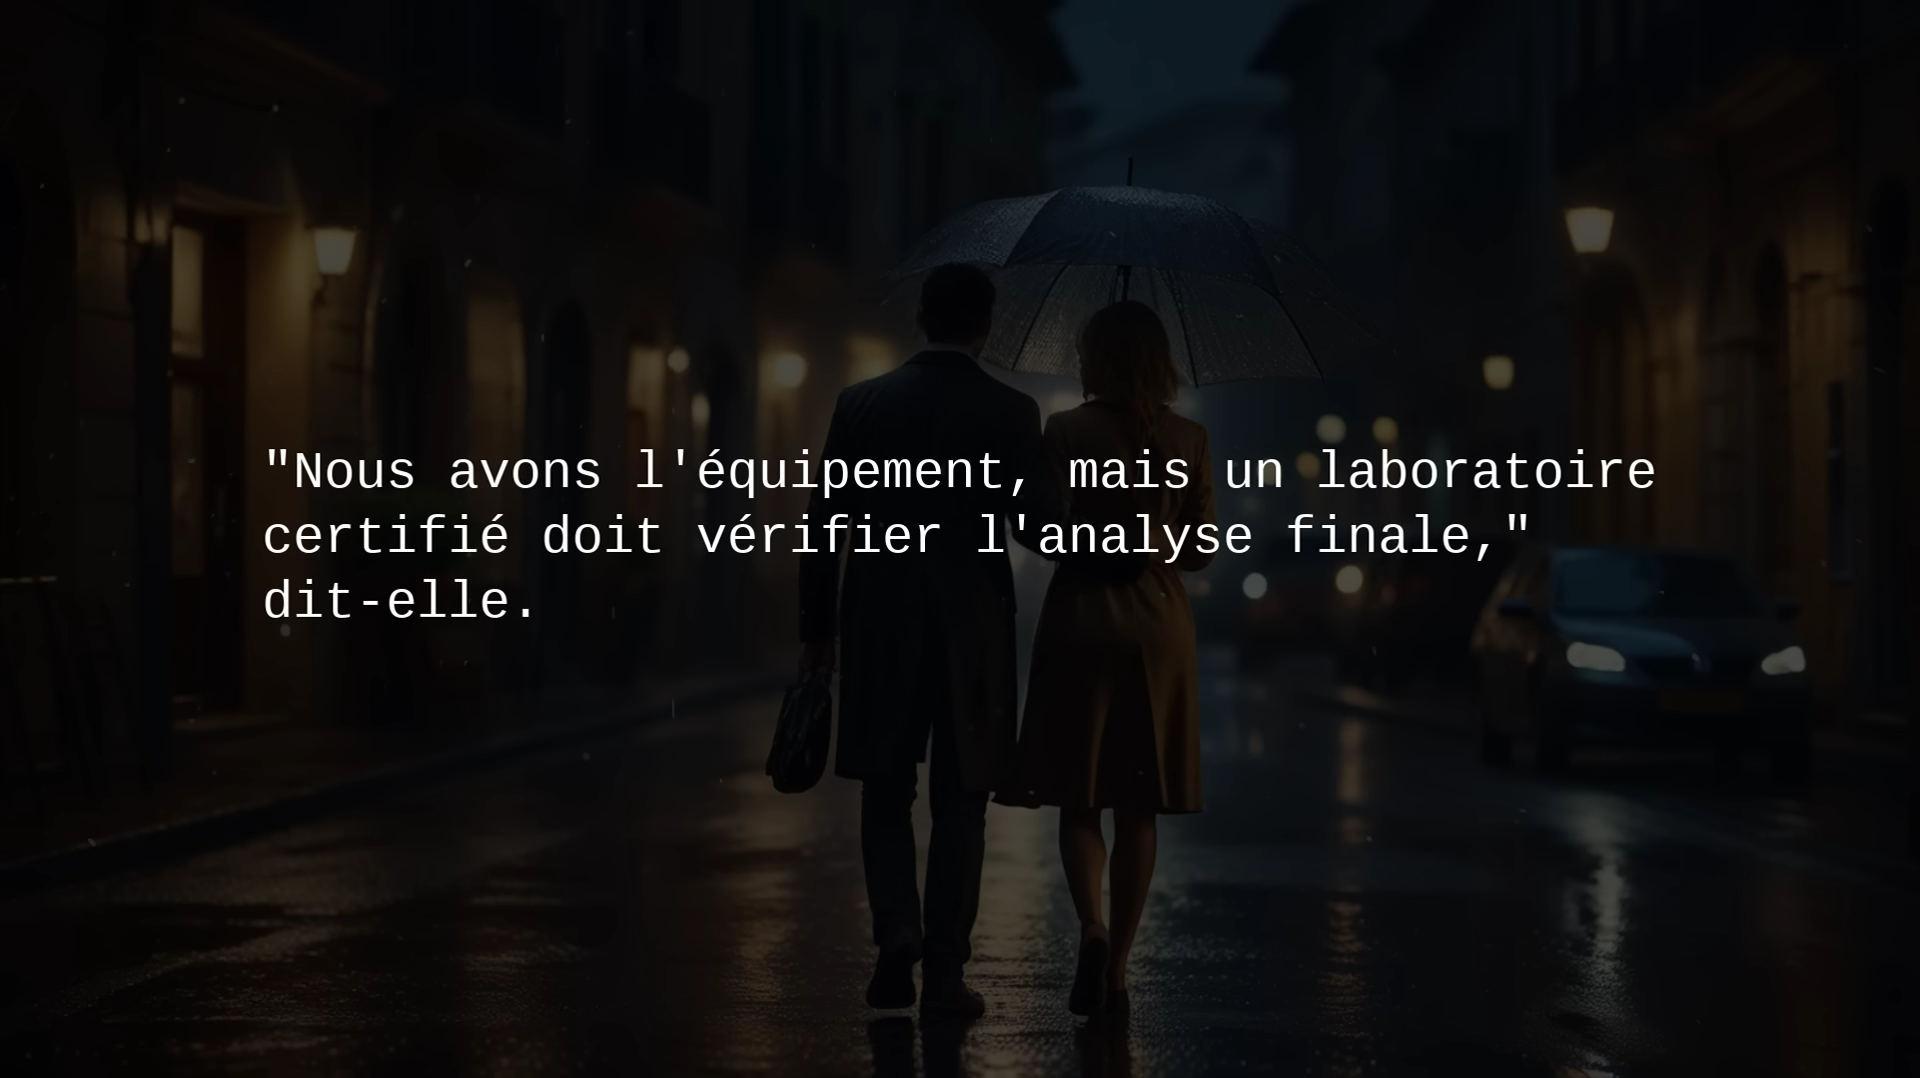 "Nous avons l'équipement, mais un laboratoire
certifié doit vérifier l'analyse finale,"
dit-elle.